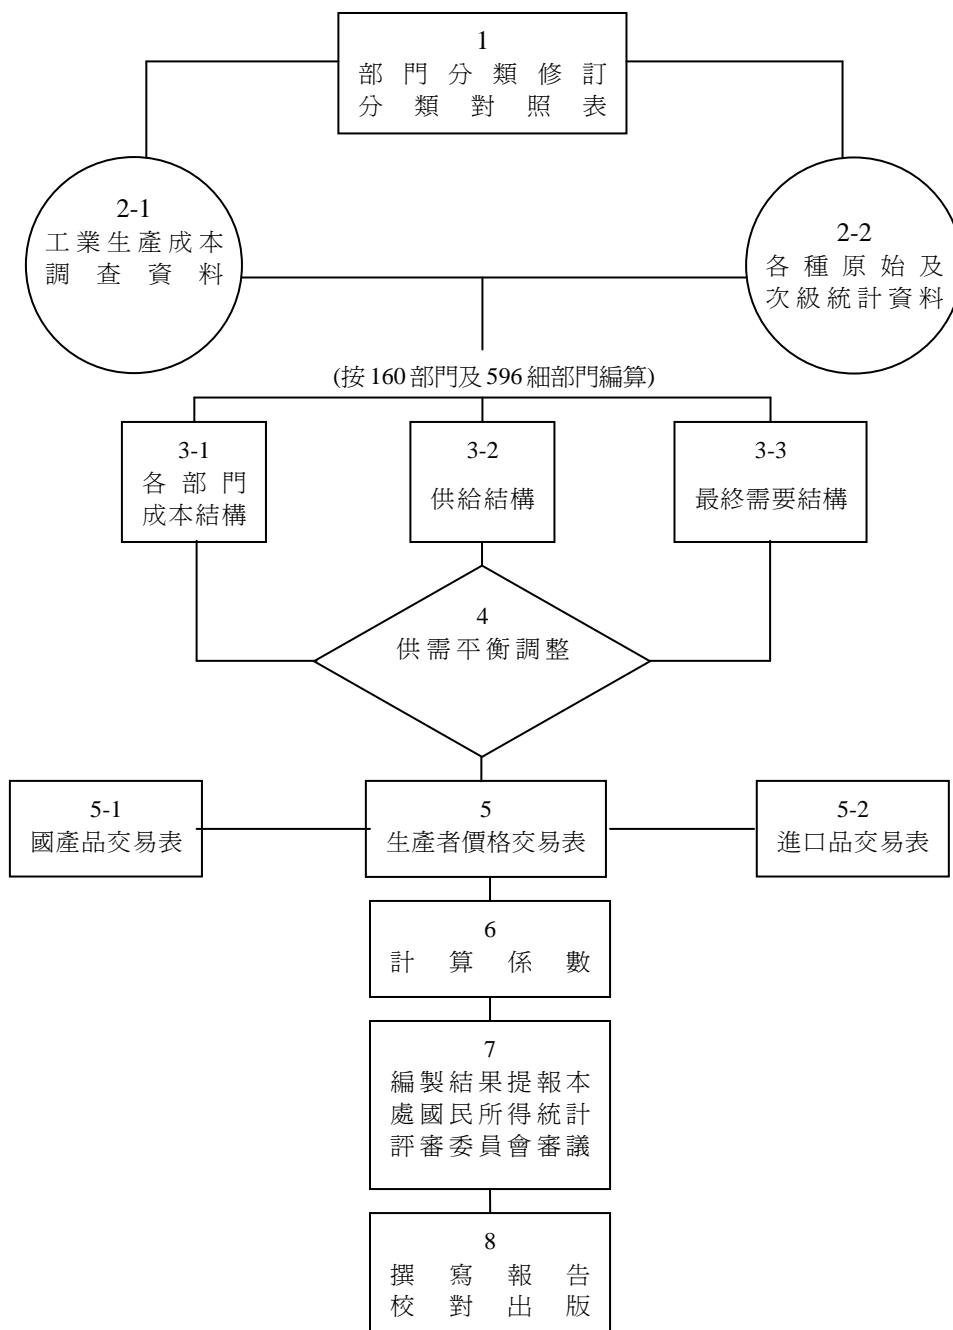 1
部門分類修訂
分類對照表
2-1
工業生產成本
調查資料
2-2
各種原始及
次級統計資料
(按160部門及596細部門編算)
3-1
各部門
成本結構
3-2
供給結構
3-3
最終需要結構
4
供需平衡調整
5-1
國產品交易表
5
生產者價格交易表
5-2
進口品交易表
6
計算係數
7
編製結果提報本
處國民所得統計
評審委員會審議
8
撰寫報告
校對出版